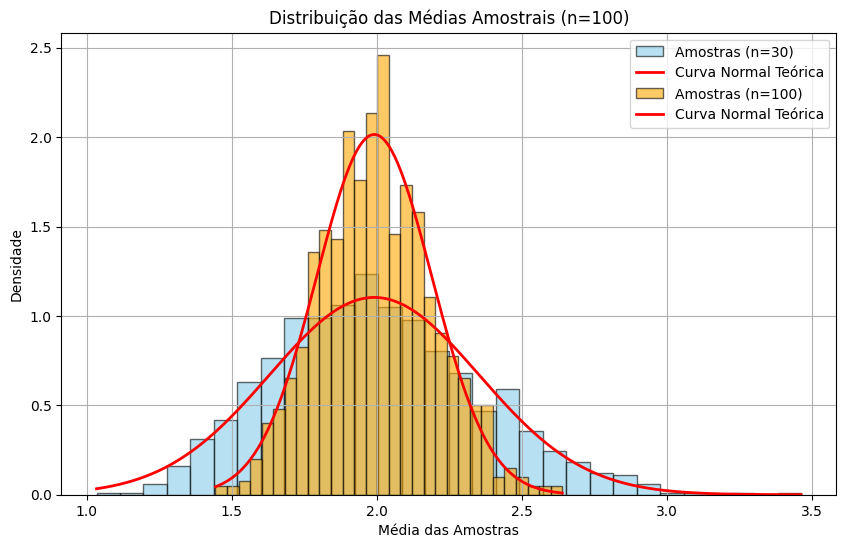 Distribuição das Médias Amostrais (n=100)
Amostras (n=30)
Curva Normal Teórica
Amostras (n=100)
Curva Normal Teórica
Densidade
2.5
2.0
1.5
1.0
0.5
0.0
1.0
1.5
2.0
2.5
3.0
3.5
Média das Amostras